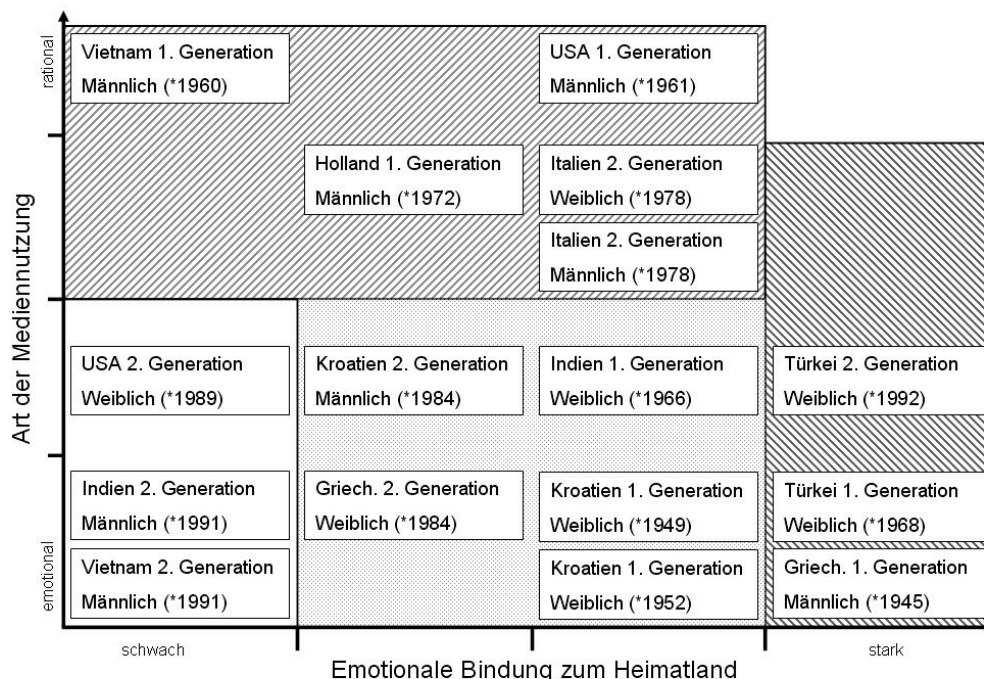 rational
Vietnam 1. Generation
Männlich (*1960)
USA 1. Generation
Männlich (*1961)
Holland 1. Generation
Männlich (*1972)
Italien 2. Generation
Weiblich (*1978)
Italien 2. Generation
Männlich (*1978)
Art der Mediennutzung
USA 2. Generation
Weiblich (*1989)
Kroatien 2. Generation
Männlich (*1984)
Indien 1. Generation
Weiblich (*1966)
Türkei 2. Generation
Weiblich (*1992)
Indien 2. Generation
Männlich (*1991)
Griech. 2. Generation
Weiblich (*1984)
Kroatien 1. Generation
Weiblich (*1949)
Türkei 1. Generation
Weiblich (*1968)
emotional
Vietnam 2. Generation
Männlich (*1991)
Kroatien 1. Generation
Weiblich (*1952)
Griech. 1. Generation
Männlich (*1945)
schwach
stark
Emotionale Bindung zum Heimatland